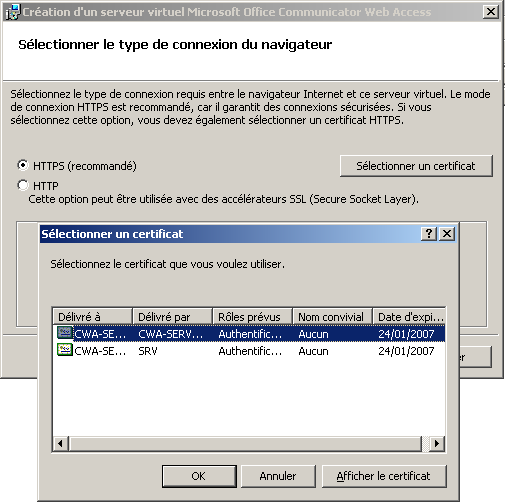 Création d'un serveur virtuel Microsoft Office Communicator Web Access
Sélectionner le type de connexion du navigateur
Sélectionnez le type de connexion requis entre le navigateur Internet et ce serveur virtuel. Le mode
de connexion HTTPS est recommandé, car il garantit des connexions sécurisées. Si vous
sélectionnez cette option, vous devez également sélectionner un certificat HTTPS.
HTTPS (recommandé)
Sélectionner un certificat
HTTP
Cette option peut être utilisée avec des accélérateurs SSL (Secure Socket Layer).
Sélectionner un certificat
Sélectionnez le certificat que vous voulez utiliser.
Délivré à Délivré par Rôles prévus Nom convivial Date d'expi...
CWA-SE... CWA-SERV... Authentific... Aucun 24/01/2007
CWA-SE... SRV Authentific... Aucun 24/01/2007
er
OK Annuler Afficher le certificat